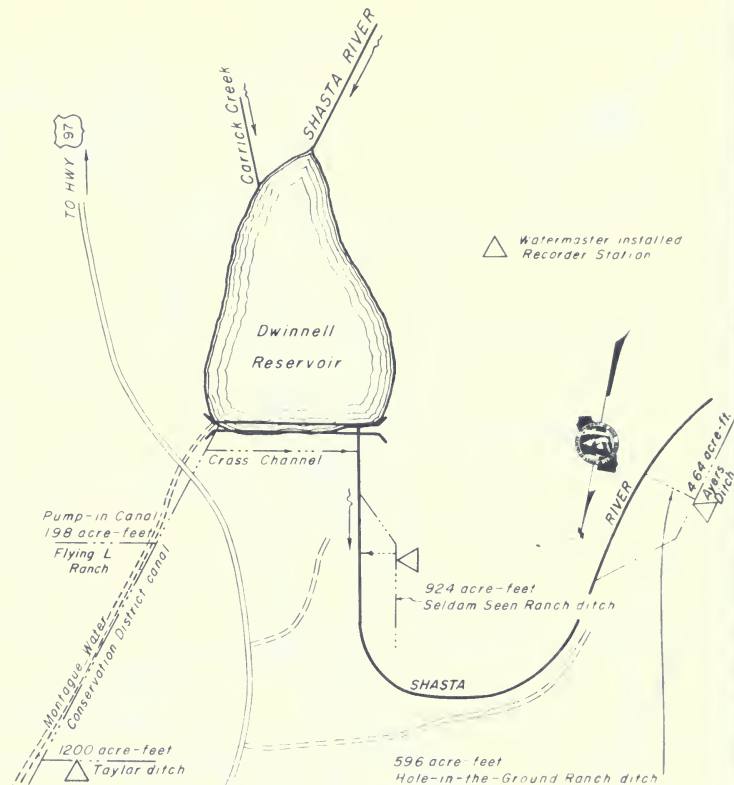 Carrick Creek
SHASTA RIVER
TO HWY 97
Watermaster installed
Recorder Station
Dwinnell
Reservoir
Cross Channel
464 acre-ft.
Ayers
Ditch
RIVER
Pump-in Canal
198 acre-feet
Flying L
Ranch
924 acre-feet
Seldam Seen Ranch ditch
Montague Water
Conservation District canal
SHASTA
1200 acre-feet
Taylar ditch
596 acre-feet
Hole-in-the-Ground Ranch ditch